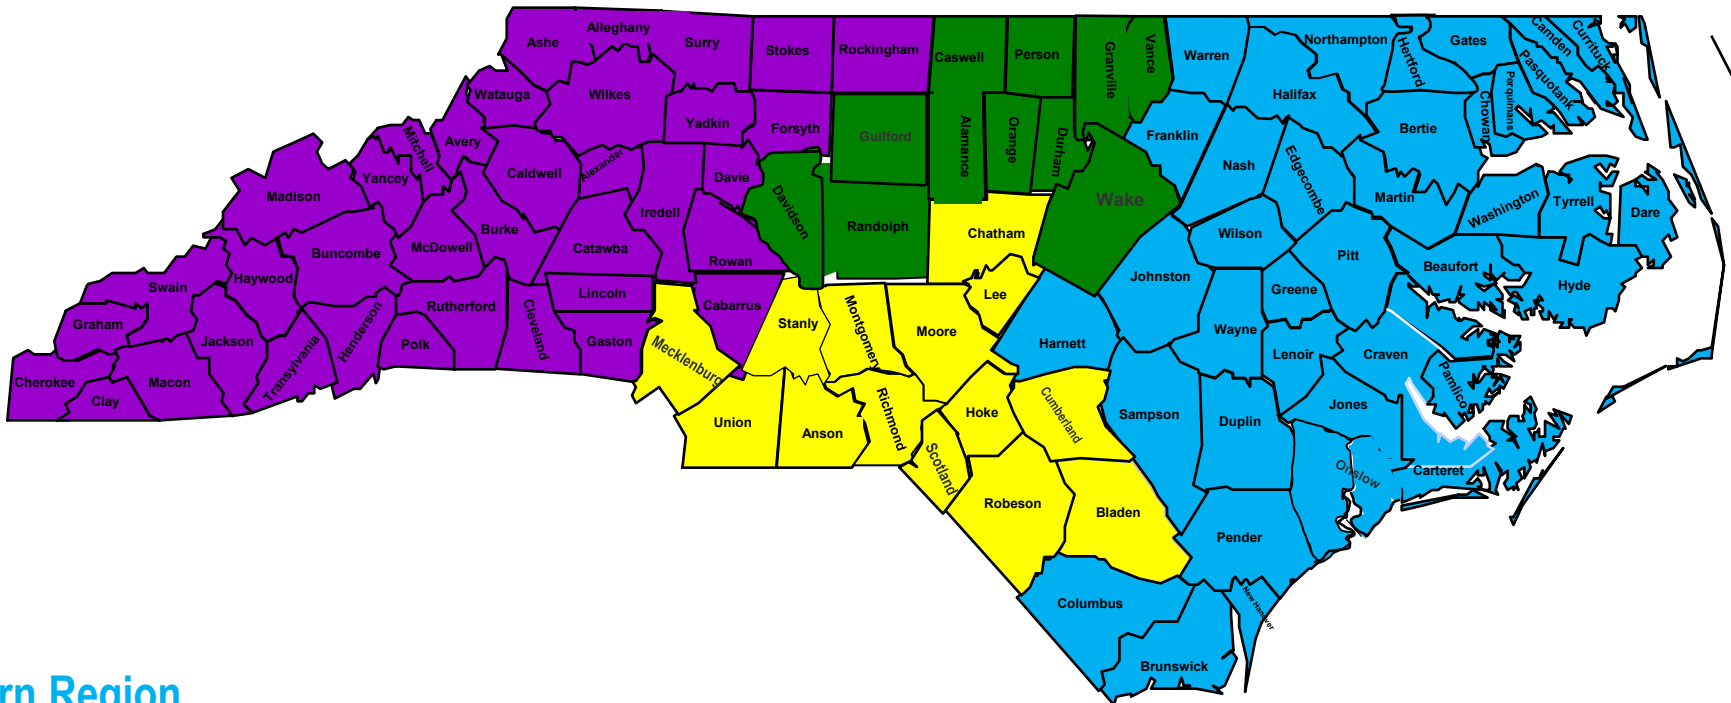 Ashe
Alleghany
Surry
Stokes
Rockingham
Caswell
Person
Granville
Vance
Warren
Northampton
Hertford
Gates
Camden
Currituck
Pasquotank
Perquimans
Chowan
Watauga
Wilkes
Yadkin
Forsyth
Guilford
Alamance
Orange
Durham
Franklin
Halifax
Bertie
Mitchell
Avery
Caldwell
Alexander
Davie
Davidson
Nash
Edgecombe
Martin
Washington
Tyrrell
Dare
Madison
Yancey
Iredell
Randolph
Wake
Chatham
Wilson
Pitt
Buncombe
McDowell
Burke
Catawba
Rowan
Haywood
Swain
Johnston
Greene
Beaufort
Hyde
Graham
Jackson
Henderson
Rutherford
Cleveland
Lincoln
Cabarrus
Stanly
Montgomery
Moore
Lee
Harnett
Wayne
Lenoir
Craven
Pamlico
Cherokee
Clay
Macon
Transylvania
Polk
Gaston
Mecklenburg
Union
Anson
Richmond
Scotland
Hoke
Cumberland
Sampson
Duplin
Jones
Onslow
Carteret
Robeson
Bladen
Pender
Columbus
New Hanover
Brunswick
rn Region